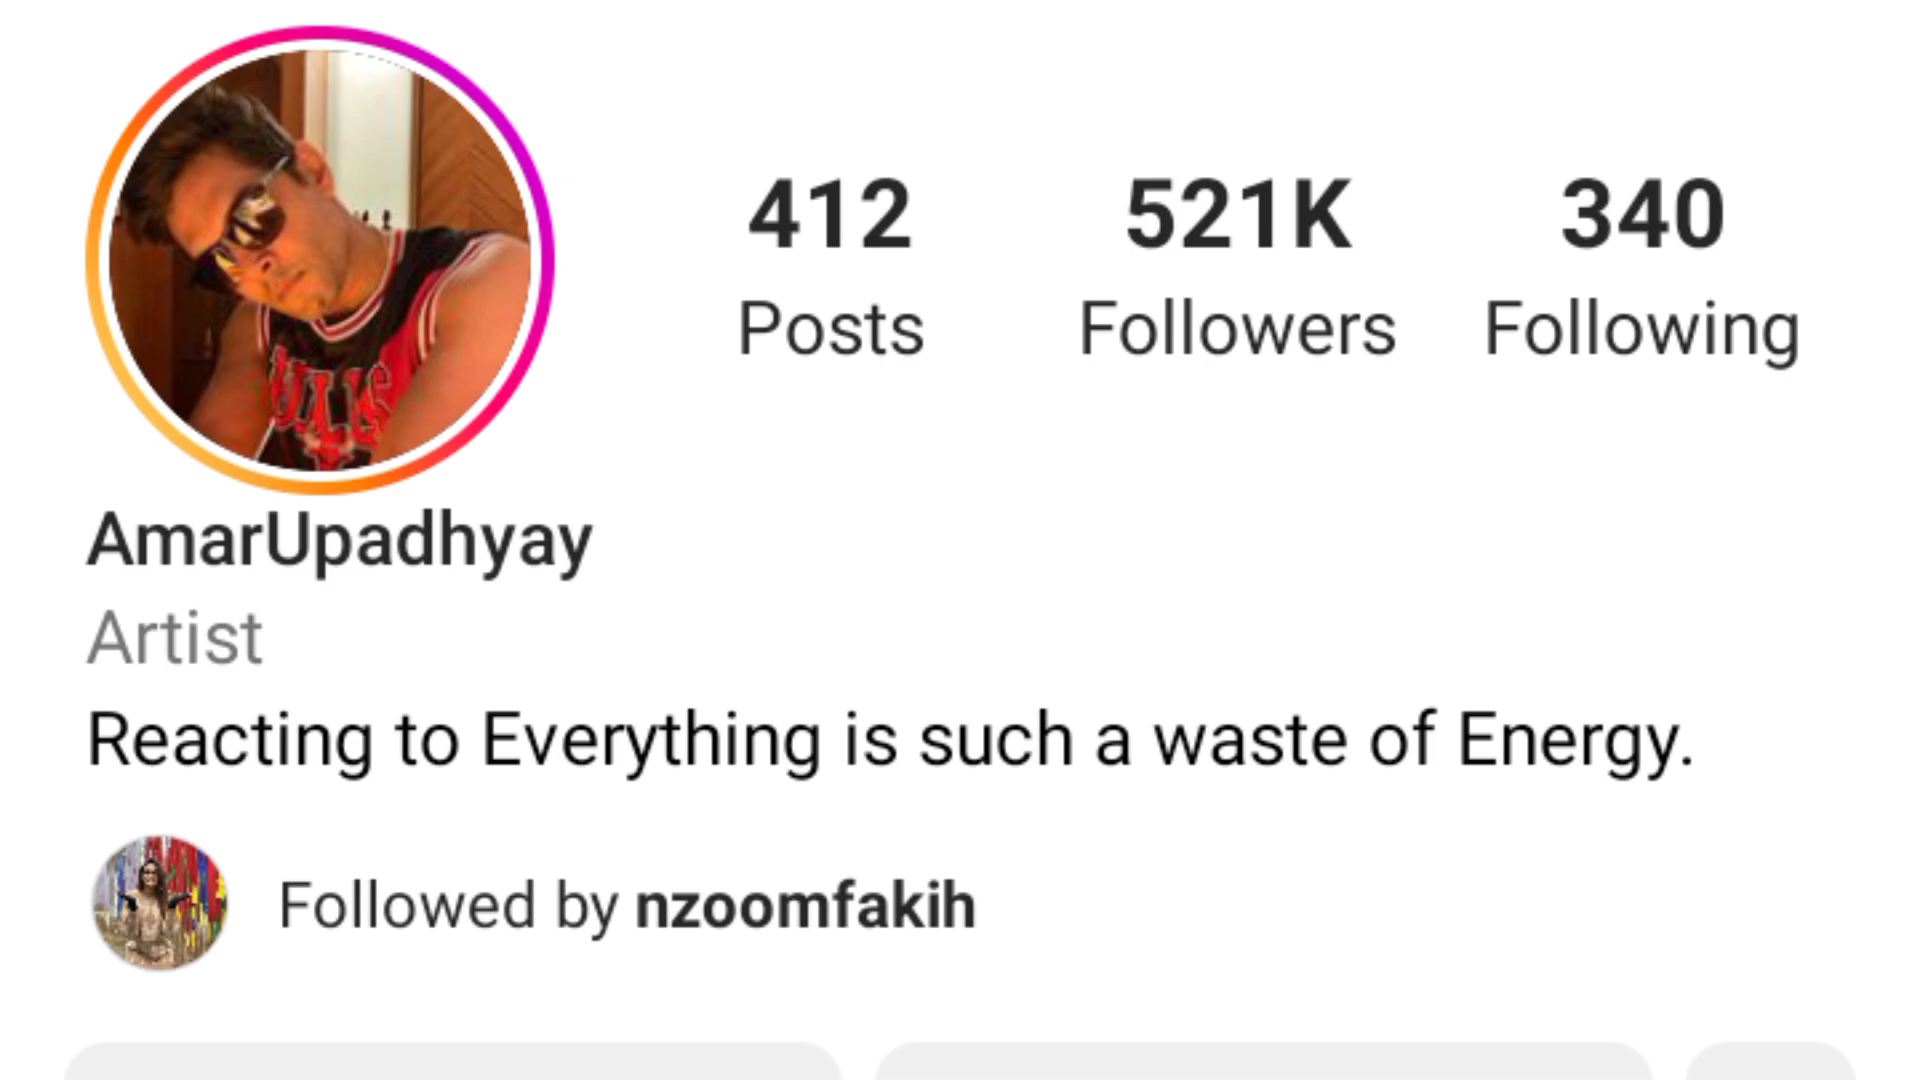 412 521K 340
Posts Followers Following
BULLS
AmarUpadhyay
Artist
Reacting to Everything is such a waste of Energy.
Followed by nzoomfakih